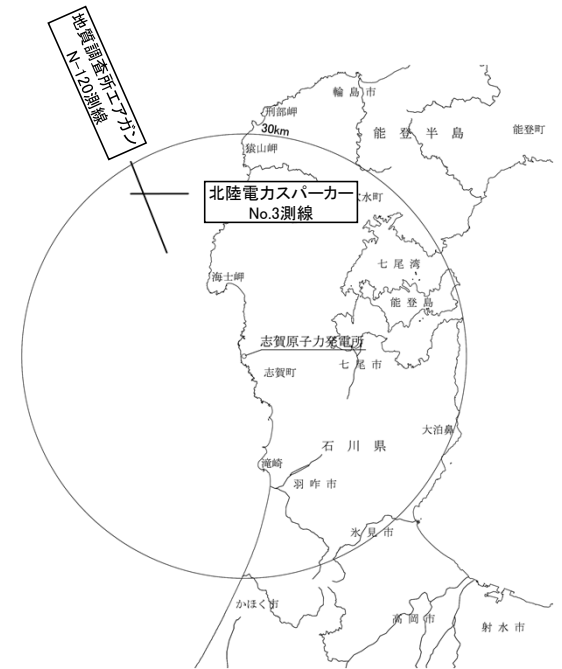 地質調査所エアガン
N-120測線
輪島市
刑部岬
30km
能登半島
能登町
猿山岬
北陸電力スパーカー
No.3測線
水町
七尾湾
海士岬
能登島
志賀原子力発電所
七尾市
志賀町
大泊鼻
石川県
滝崎
羽咋市
氷見市
かほく市
高岡市
射水市